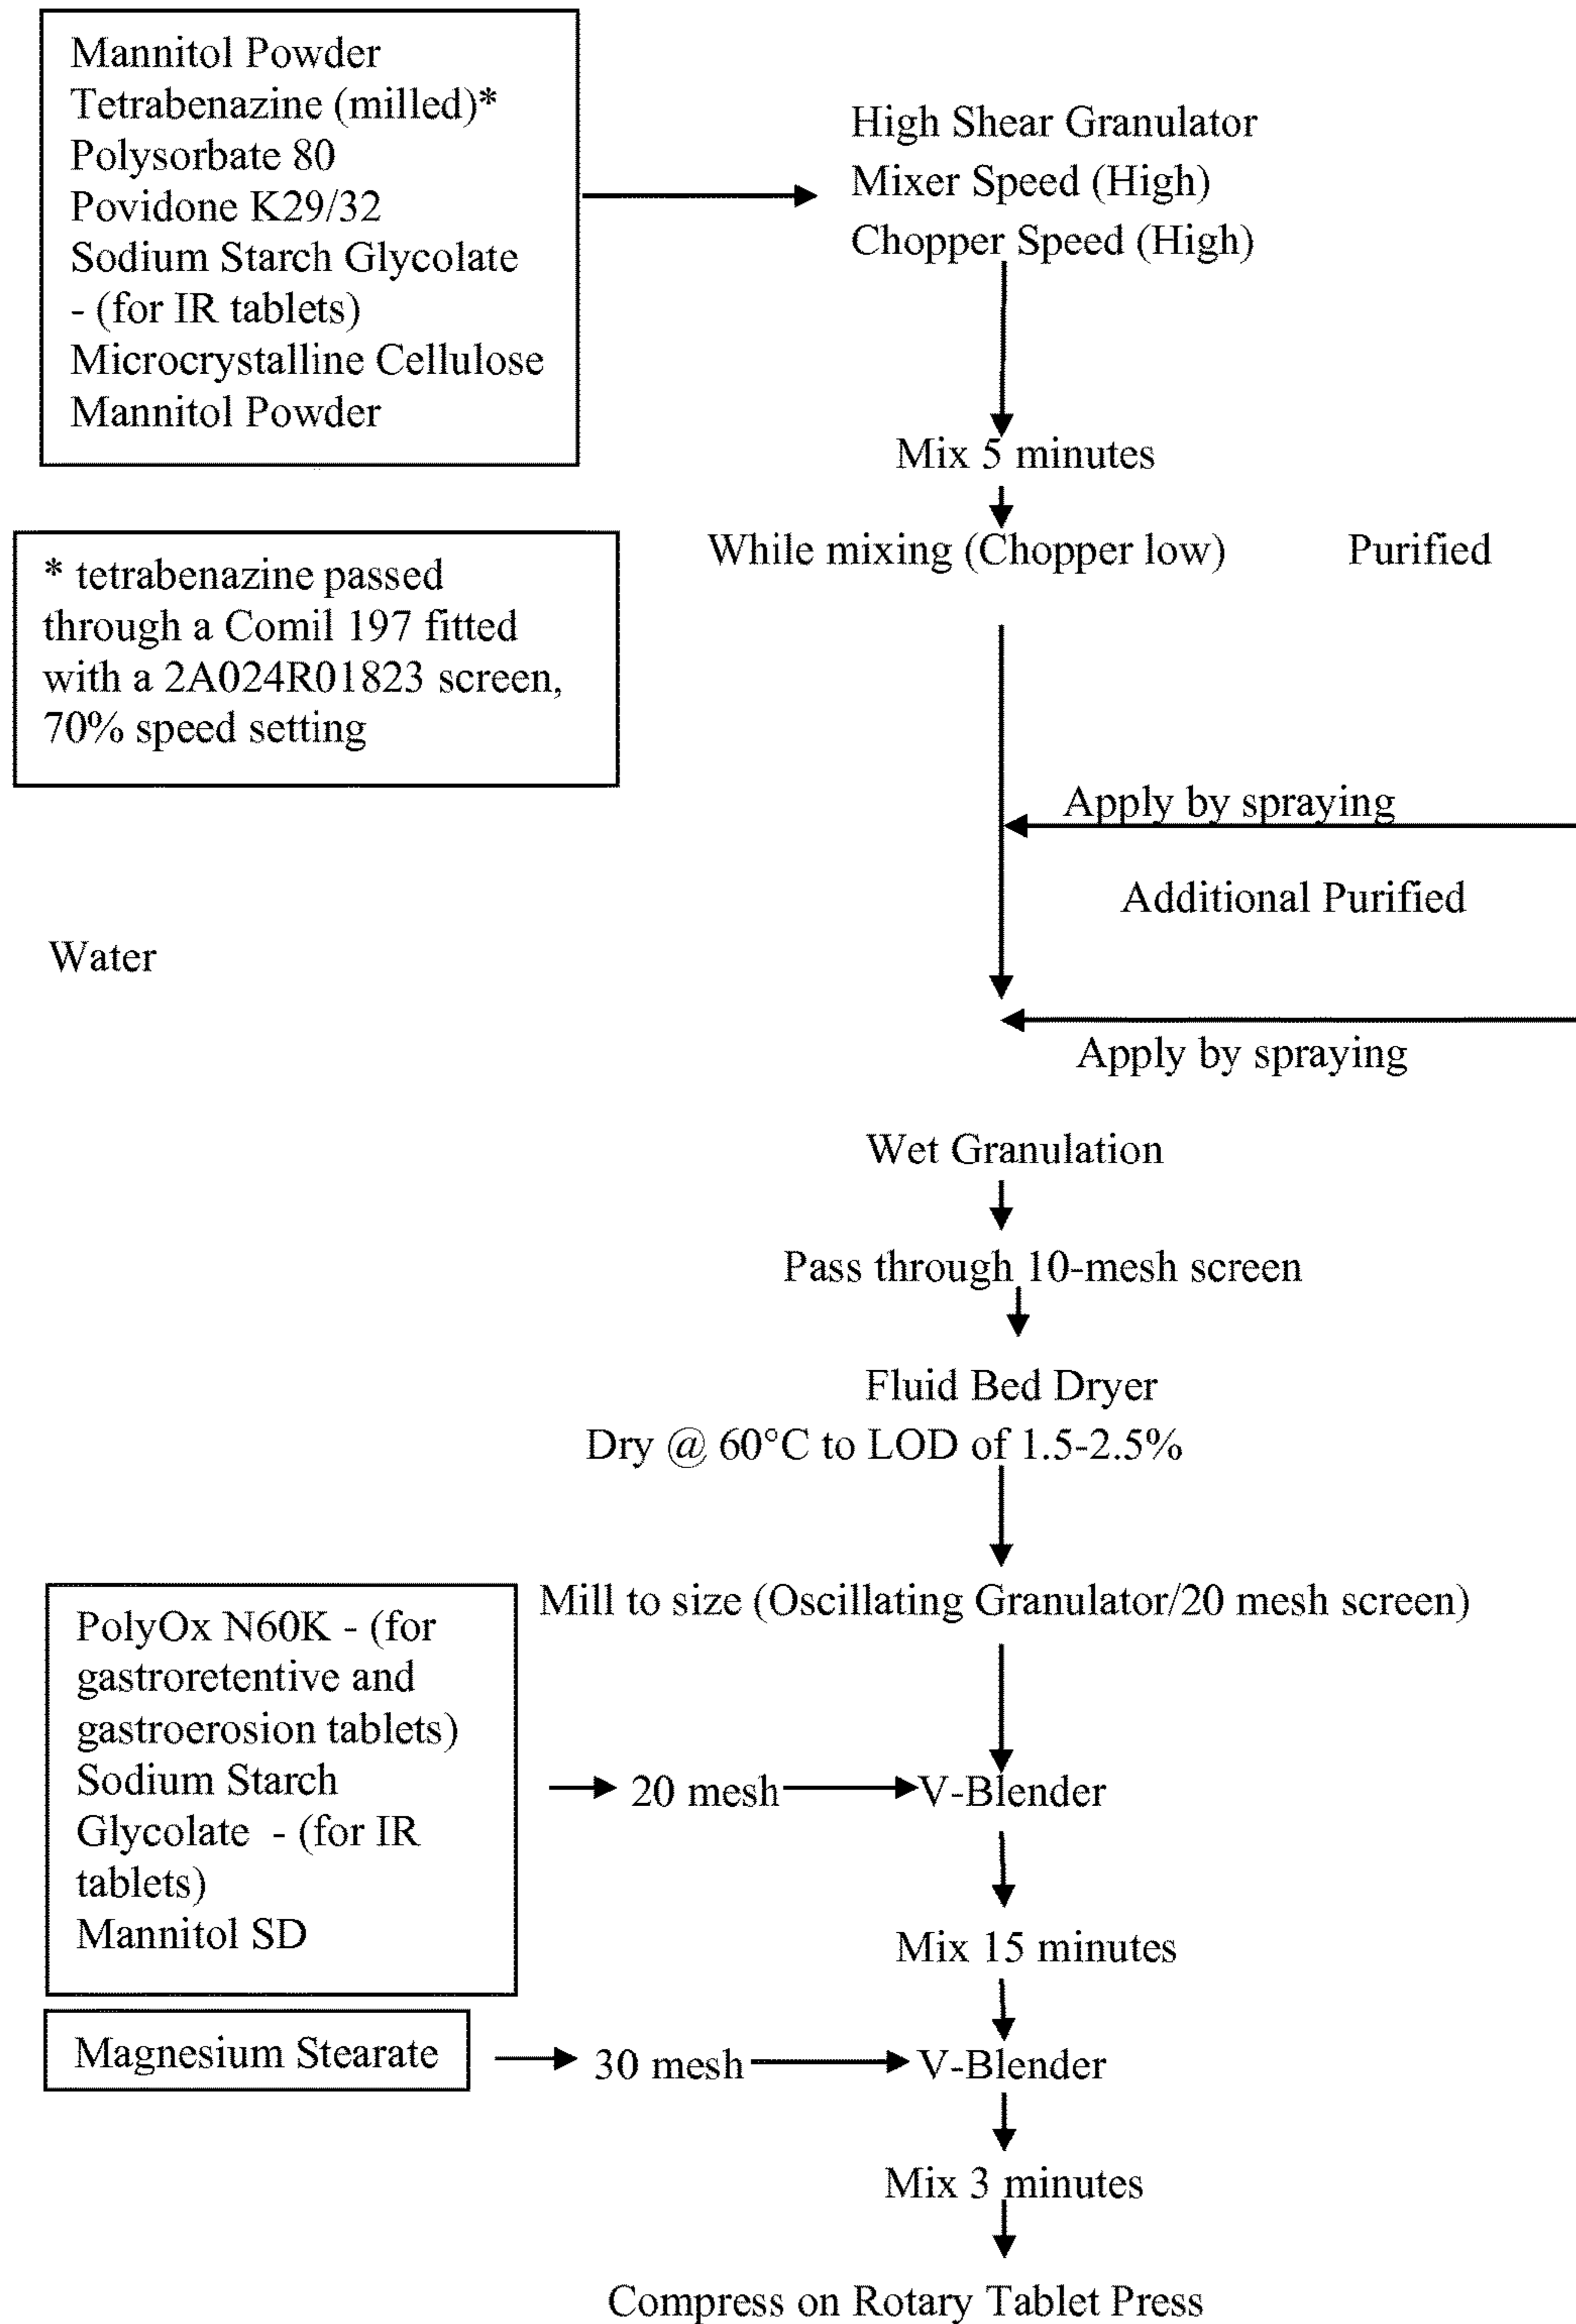 Mannitol Powder
Tetrabenazine (milled)*
Polysorbate 80
Povidone K29/32
Sodium Starch Glycolate
- (for IR tablets)
Microcrystalline Cellulose
Mannitol Powder
High Shear Granulator
Mixer Speed (High)
Chopper Speed (High)
Mix 5 minutes
While mixing (Chopper low) Purified
* tetrabenazine passed
through a Comil 197 fitted
with a 2A024R01823 screen,
70% speed setting
Apply by spraying
Additional Purified
Water
Apply by spraying
Wet Granulation
Pass through 10-mesh screen
Fluid Bed Dryer
Dry @ 60°C to LOD of 1.5-2.5%
Mill to size (Oscillating Granulator/20 mesh screen)
PolyOx N60K - (for
gastroretentive and
gastroerosion tablets)
Sodium Starch
Glycolate - (for IR
tablets)
Mannitol SD
20 mesh
V-Blender
Mix 15 minutes
Magnesium Stearate
30 mesh
V-Blender
Mix 3 minutes
Compress on Rotary Tablet Press